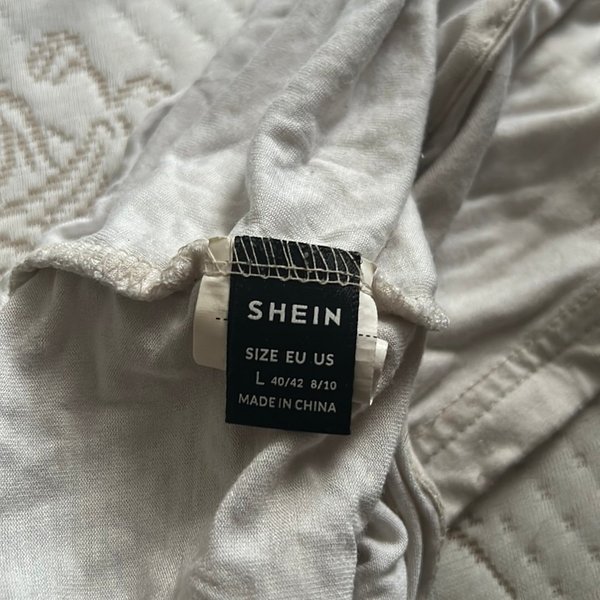 SHEIN
SIZE EU US
L 40/42 8/10
MADE IN CHINA